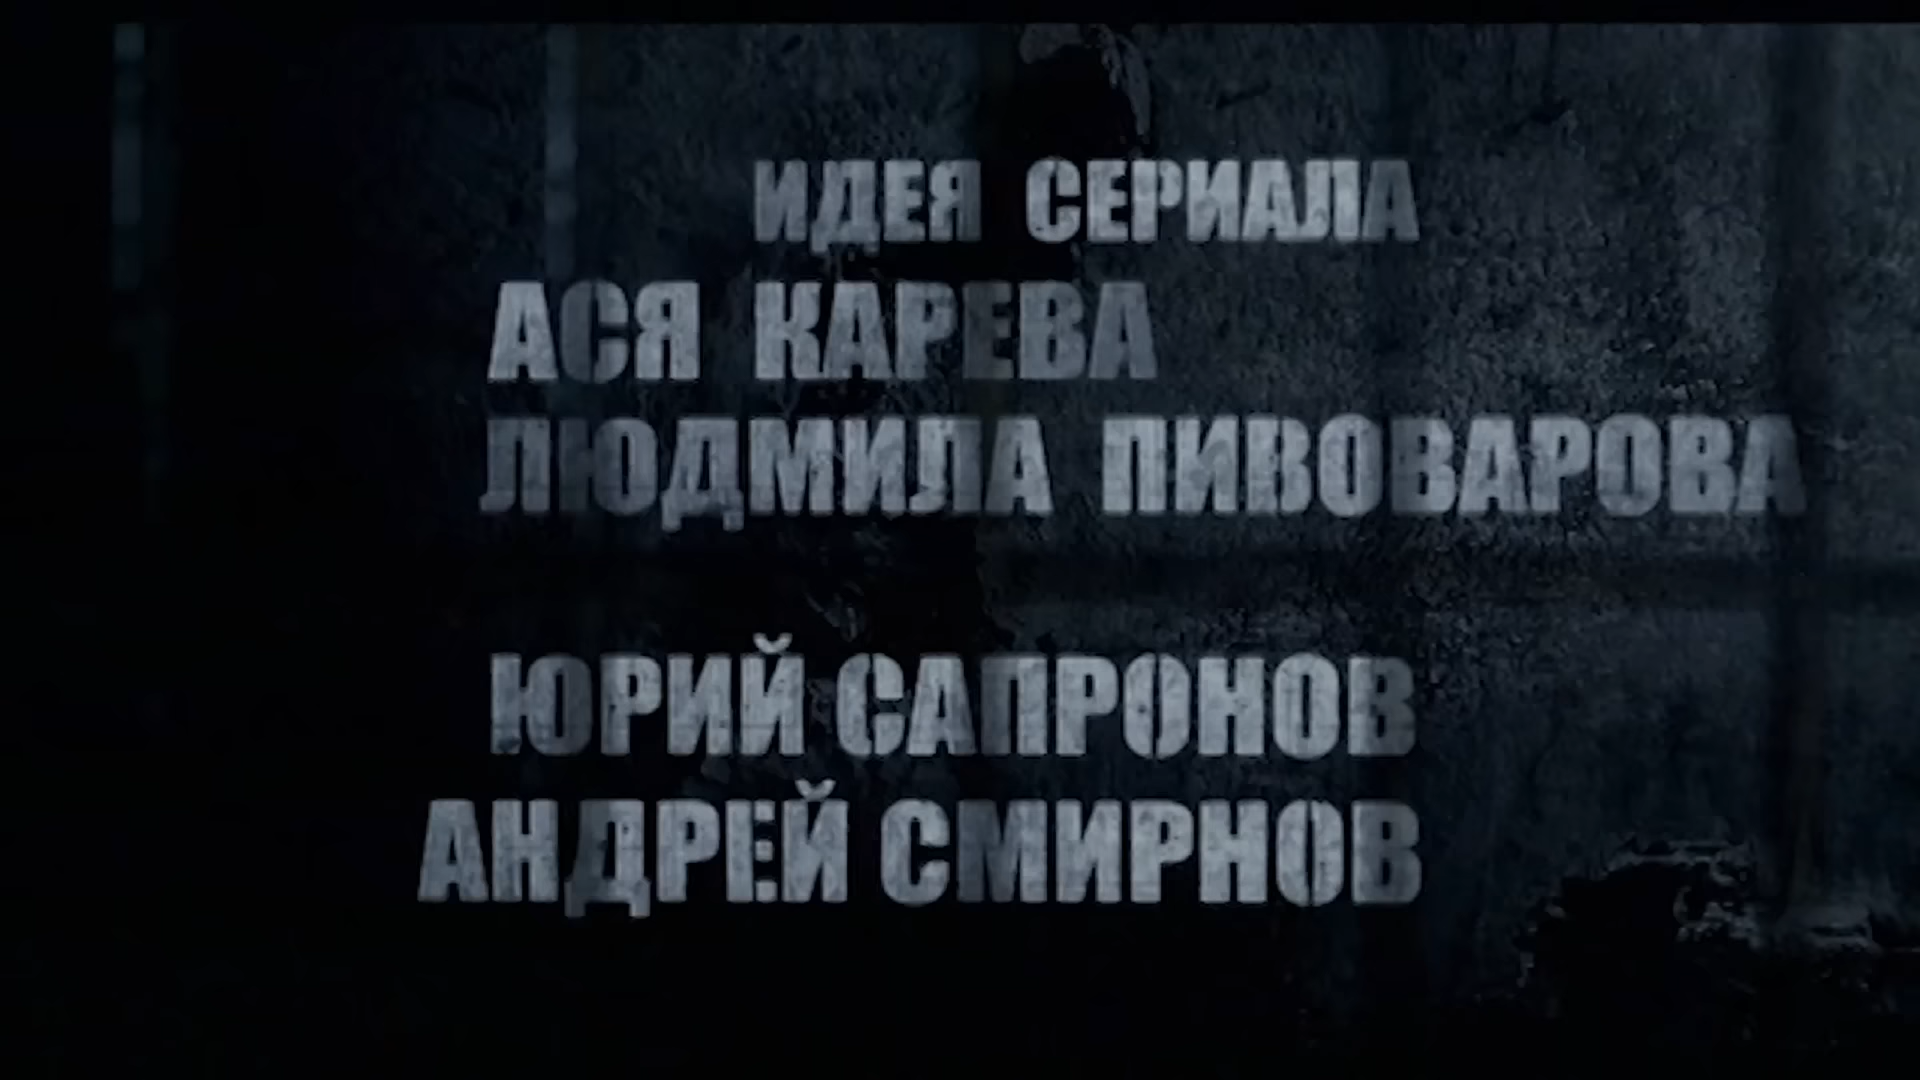 ИДЕЯ СЕРИАЛА
АСЯ КАРЕВА
ЛЮДМИЛА ПИВОВАРОВА
ЮРИЙ САПРОНОВ
АНДРЕЙ СМИРНОВ